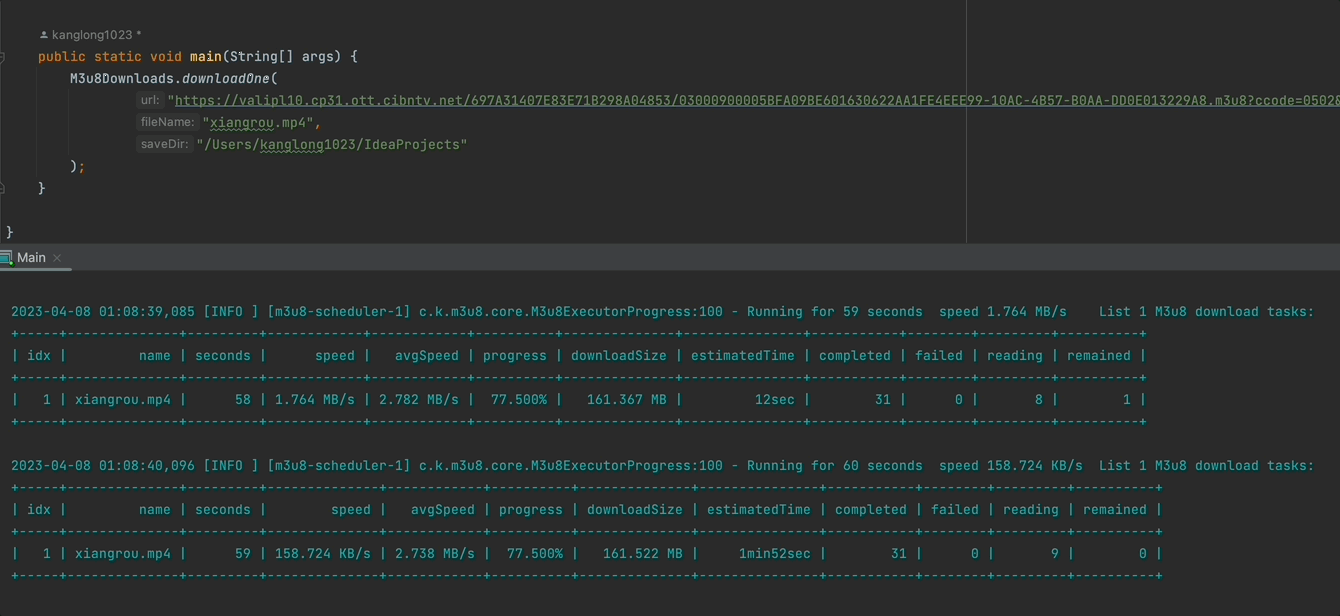 kanglong1023 *
public static void main(String[] args) {
M3u8Downloads.downloadOne(
url: "https://valipl10.cp31.ott.cibntv.net/697A31407E83E71B298A04853/03000900005BFA09BE601630622AA1FE4EEE99-10AC-4B57-B0AA-DD0E013229A8.m3u8?ccode=0502&
fileName: "xiangrou.mp4",
saveDir: "/Users/kanglong1023/IdeaProjects"
);
}
}
Main ×
2023-04-08 01:08:39,085 [INFO ] [m3u8-scheduler-1] c.k.m3u8.core.M3u8ExecutorProgress:100 - Running for 59 seconds  speed 1.764 MB/s    List 1 M3u8 download tasks:
+-----+--------------+---------+------------+------------+----------+--------------+---------------+-----------+--------+---------+----------+
| idx |         name | seconds |      speed |   avgSpeed | progress | downloadSize | estimatedTime | completed | failed | reading | remained |
+-----+--------------+---------+------------+------------+----------+--------------+---------------+-----------+--------+---------+----------+
|   1 | xiangrou.mp4 |      58 | 1.764 MB/s | 2.782 MB/s |  77.500% |   161.367 MB |         12sec |        31 |      0 |       8 |        1 |
+-----+--------------+---------+------------+------------+----------+--------------+---------------+-----------+--------+---------+----------+
2023-04-08 01:08:40,096 [INFO ] [m3u8-scheduler-1] c.k.m3u8.core.M3u8ExecutorProgress:100 - Running for 60 seconds  speed 158.724 KB/s  List 1 M3u8 download tasks:
+-----+--------------+---------+--------------+------------+----------+--------------+---------------+-----------+--------+---------+----------+
| idx |         name | seconds |        speed |   avgSpeed | progress | downloadSize | estimatedTime | completed | failed | reading | remained |
+-----+--------------+---------+--------------+------------+----------+--------------+---------------+-----------+--------+---------+----------+
|   1 | xiangrou.mp4 |      59 | 158.724 KB/s | 2.738 MB/s |  77.500% |   161.522 MB |      1min52sec |        31 |      0 |       9 |        0 |
+-----+--------------+---------+--------------+------------+----------+--------------+---------------+-----------+--------+---------+----------+